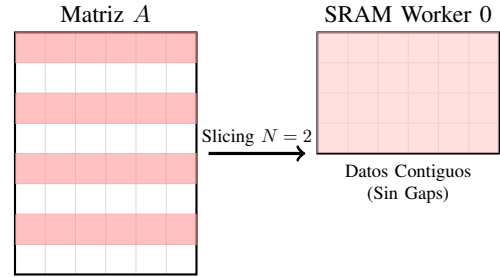 Matriz A
SRAM Worker 0
Slicing N = 2
Datos Contiguos
(Sin Gaps)